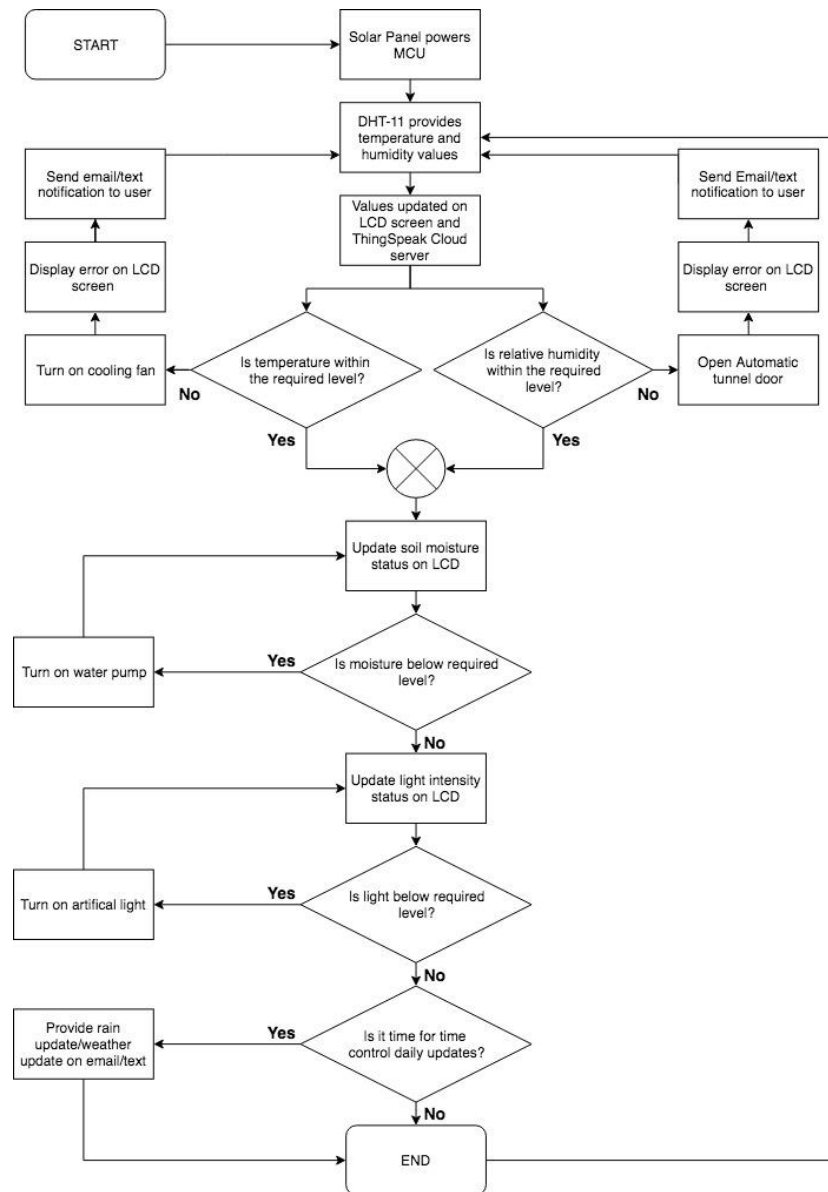 START
Solar Panel powers
MCU
DHT-11 provides
temperature and
humidity values
Send email/text
notification to user
Send Email/text
notification to user
Values updated on
LCD screen and
ThingSpeak Cloud
server
Display error on LCD
screen
Display error on LCD
screen
Turn on cooling fan
No
Is temperature within
the required level?
Is relative humidity
within the required
level?
No
Open Automatic
tunnel door
Yes
Yes
Update soil moisture
status on LCD
Turn on water pump
Yes
Is moisture below required
level?
No
Update light intensity
status on LCD
Turn on artifical light
Yes
Is light below required
level?
No
Provide rain
update/weather
update on email/text
Yes
Is it time for time
control daily updates?
No
END